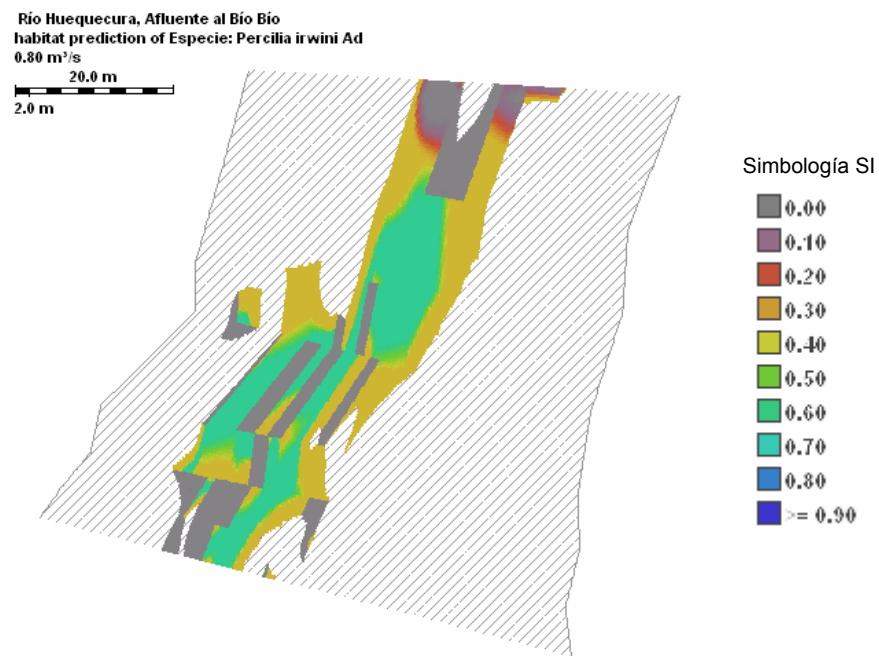 Río Huequecura, Afluente al Bío Bío
habitat prediction of Especie: Percilia irwini Ad
0.80 m³/s
20.0 m
2.0 m
Simbología SI
0.00
0.10
0.20
0.30
0.40
0.50
0.60
0.70
0.80
>= 0.90